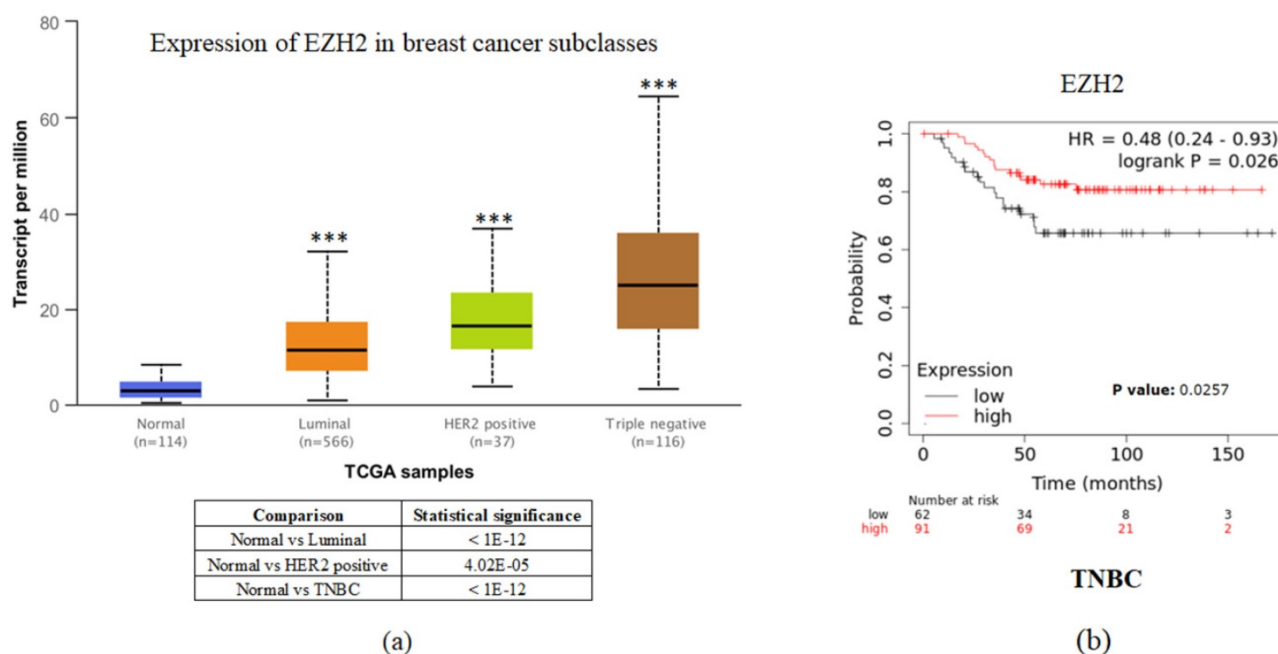 Expression of EZH2 in breast cancer subclasses
Transcript per million
80
60
40
20
0
***
***
***
Normal
(n=114)
Luminal
(n=566)
HER2 positive
(n=37)
Triple negative
(n=116)
TCGA samples
Comparison Statistical significance
Normal vs Luminal < 1E-12
Normal vs HER2 positive 4.02E-05
Normal vs TNBC < 1E-12
(a)
EZH2
HR = 0.48 (0.24 - 0.93)
logrank P = 0.026
Probability
1.0
0.8
0.6
0.4
0.2
0.0
Expression
low
high
P value: 0.0257
0 50 100 150
Time (months)
Number at risk
low 62 34 8 3
high 91 69 21 2
TNBC
(b)